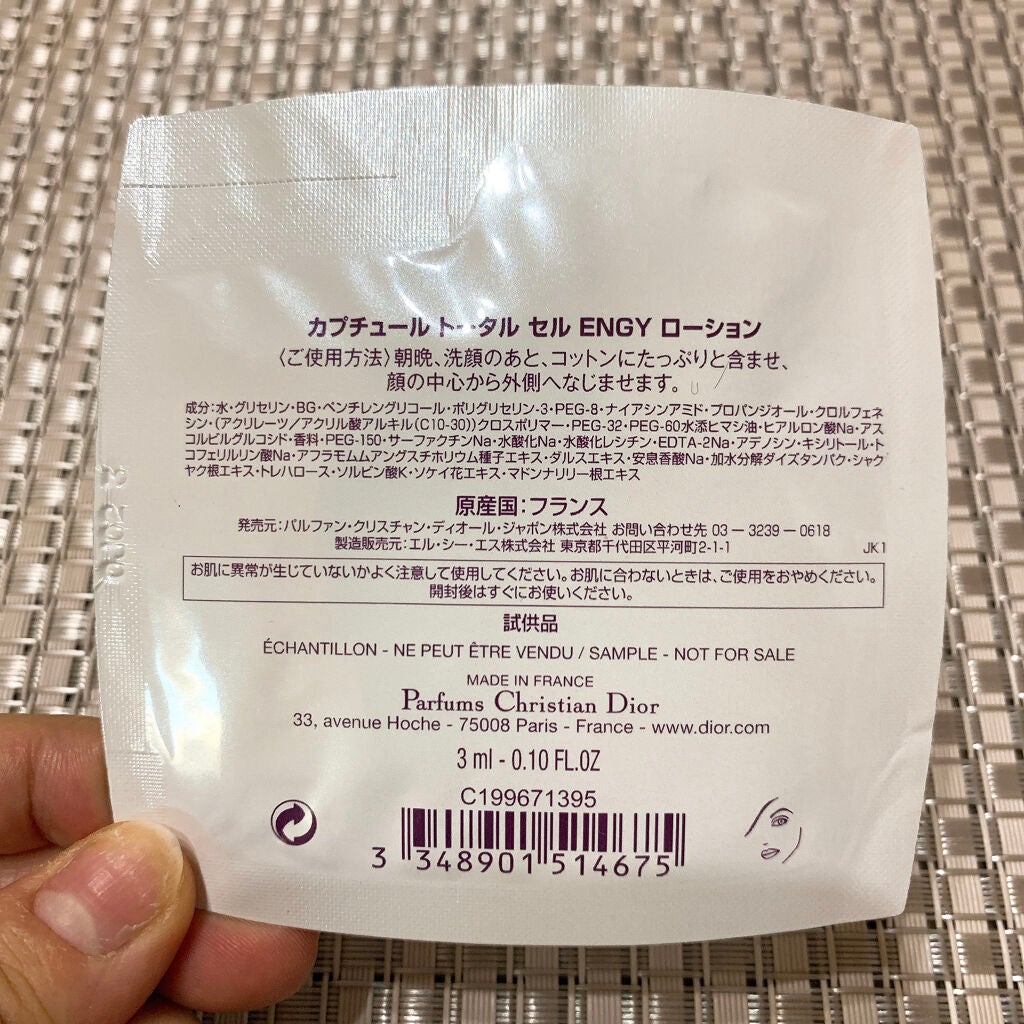 カプチュール トータル セル ENGY ローション
〈ご使用方法〉朝晩、洗顔のあと、コットンにたっぷりと含ませ、
顔の中心から外側へなじませます。
成分：水・グリセリン・BG・ペンチレングリコール・ポリグリセリン-3・PEG-8・ナイアシンアミド・プロパンジオール・クロルフェネ
シン・（アクリレーツ／アクリル酸アルキル（C10-30））クロスポリマー・PEG-32・PEG-60水添ヒマシ油・ヒアルロン酸Na・アス
コルビルグルコシド・香料・PEG-150・サーファクチンNa・水酸化Na・水酸化レシチン・EDTA-2Na・アデノシン・キシリトール・ト
コフェリルリン酸Na・アフラモムムアングスチホリウム種子エキス・ダルスエキス・安息香酸Na・加水分解ダイズタンパク・シャク
ヤク根エキス・トレハロース・ソルビン酸K・ソケイ花エキス・マドンナリリー根エキス
原産国：フランス
発売元：パルファン・クリスチャン・ディオール・ジャポン株式会社 お問い合わせ先 03－3239－0618
製造販売元：エル・シー・エス株式会社 東京都千代田区平河町2-1-1
JK1
お肌に異常が生じていないかよく注意して使用してください。お肌に合わないときは、ご使用をおやめください。
開封後はすぐにお使いください。
試供品
ÉCHANTILLON - NE PEUT ÊTRE VENDU / SAMPLE - NOT FOR SALE
MADE IN FRANCE
Parfums Christian Dior
33, avenue Hoche - 75008 Paris - France - www.dior.com
3 ml - 0.10 FL.OZ
C199671395
3 348901 514675